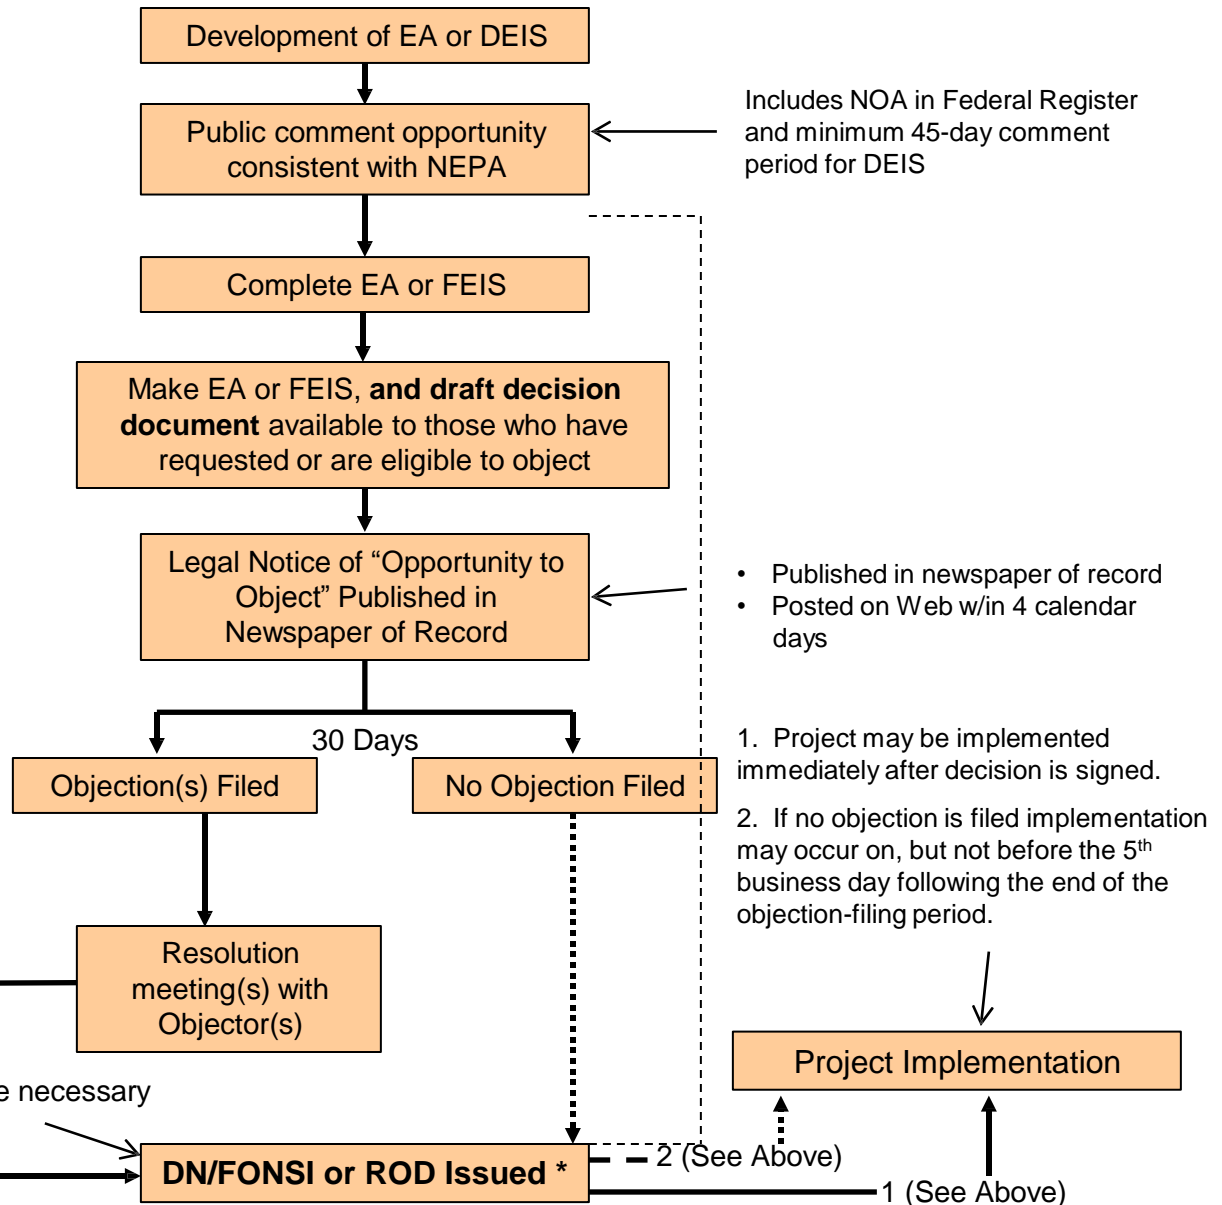 Development of EA or DEIS
Public comment opportunity
consistent with NEPA
Includes NOA in Federal Register
and minimum 45-day comment
period for DEIS
Complete EA or FEIS
Make EA or FEIS, and draft decision
document available to those who have
requested or are eligible to object
Legal Notice of “Opportunity to
Object” Published in
Newspaper of Record
• Published in newspaper of record
• Posted on Web w/in 4 calendar
days
30 Days
Objection(s) Filed
No Objection Filed
1. Project may be implemented
immediately after decision is signed.
2. If no objection is filed implementation
may occur on, but not before the 5th
business day following the end of the
objection-filing period.
Resolution
meeting(s) with
Objector(s)
Project Implementation
e necessary
DN/FONSI or ROD Issued *
2 (See Above)
1 (See Above)